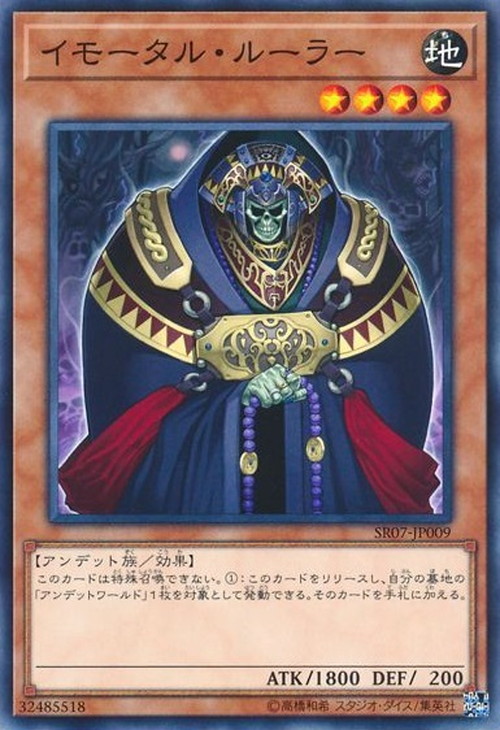 イモータル・ルーラー
地
SR07-JP009
【アンデット族/効果】
このカードは特殊召喚できない。①:このカードをリリースし、自分の墓地の
「アンデットワールド」1枚を対象として発動できる。そのカードを手札に加える。
ATK/1800 DEF/ 200
32485518
©高橋和希 スタジオ・ダイス/集英社